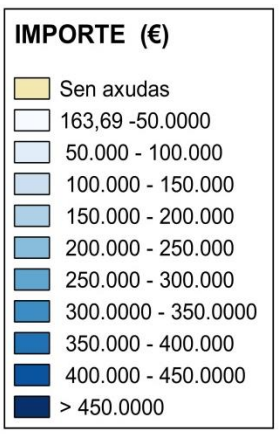 IMPORTE (€)
Sen axudas
163,69 -50.0000
50.000 - 100.000
100.000 - 150.000
150.000 - 200.000
200.000 - 250.000
250.000 - 300.000
300.0000 - 350.0000
350.000 - 400.000
400.000 - 450.0000
> 450.0000